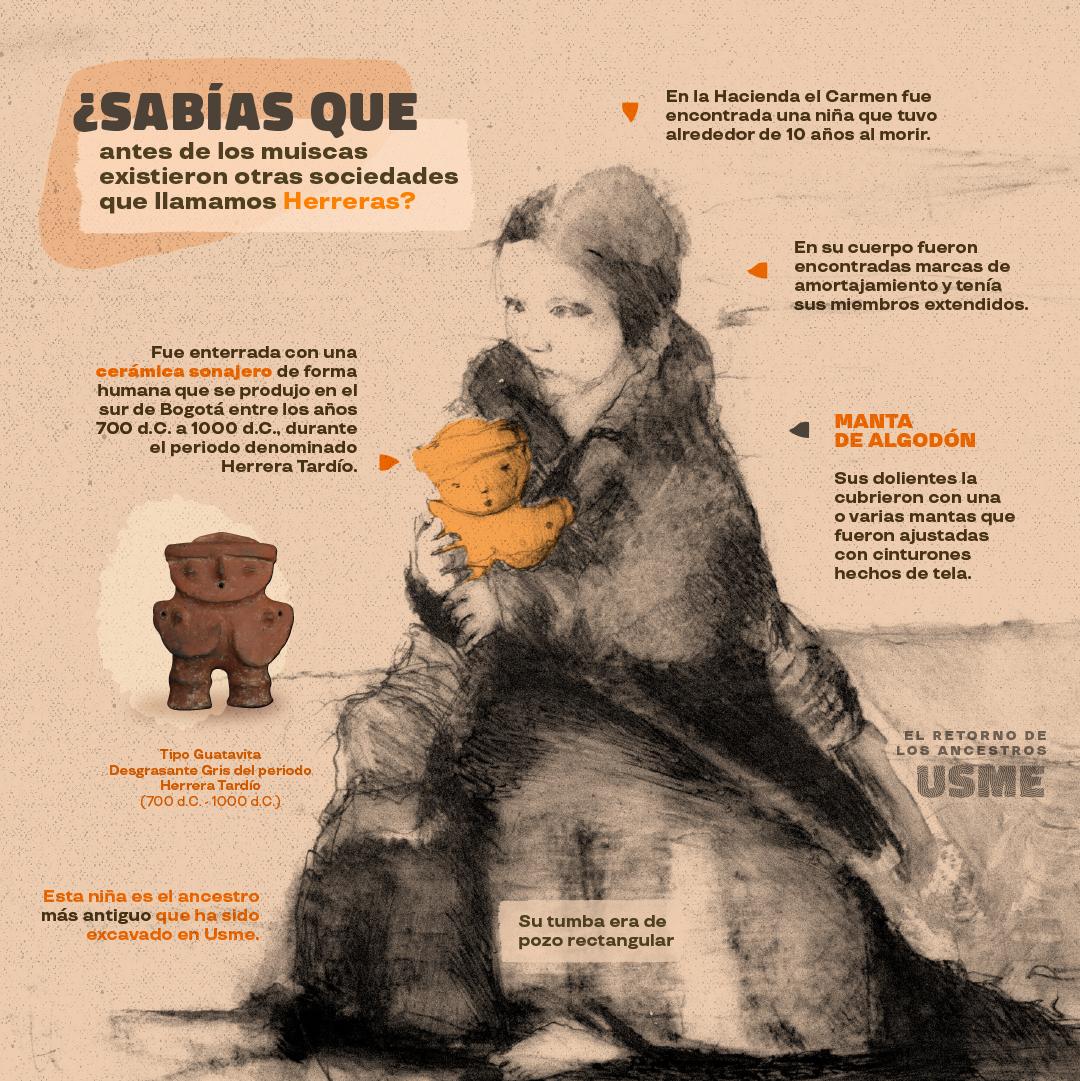 ¿SABÍAS QUE
antes de los muiscas
existieron otras sociedades
que llamamos Herreras?
En la Hacienda el Carmen fue
encontrada una niña que tuvo
alrededor de 10 años al morir.
En su cuerpo fueron
encontradas marcas de
amortajamiento y tenía
sus miembros extendidos.
Fue enterrada con una
cerámica sonajero de forma
humana que se produjo en el
sur de Bogotá entre los años
700 d.C. a 1000 d.C., durante
el periodo denominado
Herrera Tardío.
MANTA
DE ALGODÓN
Sus dolientes la
cubrieron con una
o varias mantas que
fueron ajustadas
con cinturones
hechos de tela.
Tipo Guatavita
Desgrasante Gris del periodo
Herrera Tardío
(700 d.C. - 1000 d.C.)
EL RETORNO DE
LOS ANCESTROS
USME
Esta niña es el ancestro
más antiguo que ha sido
excavado en Usme.
Su tumba era de
pozo rectangular